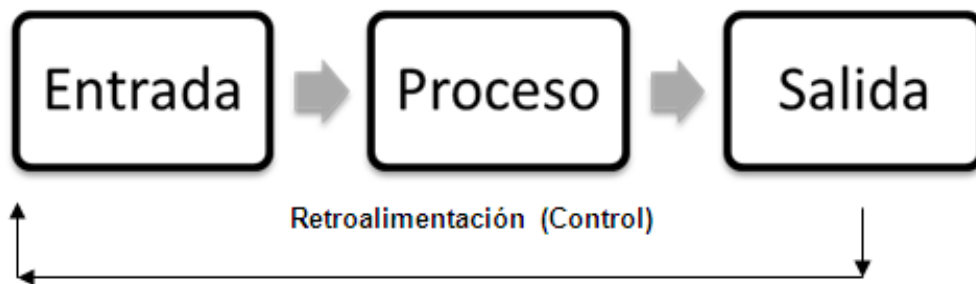 Entrada
Proceso
Salida
Retroalimentación (Control)